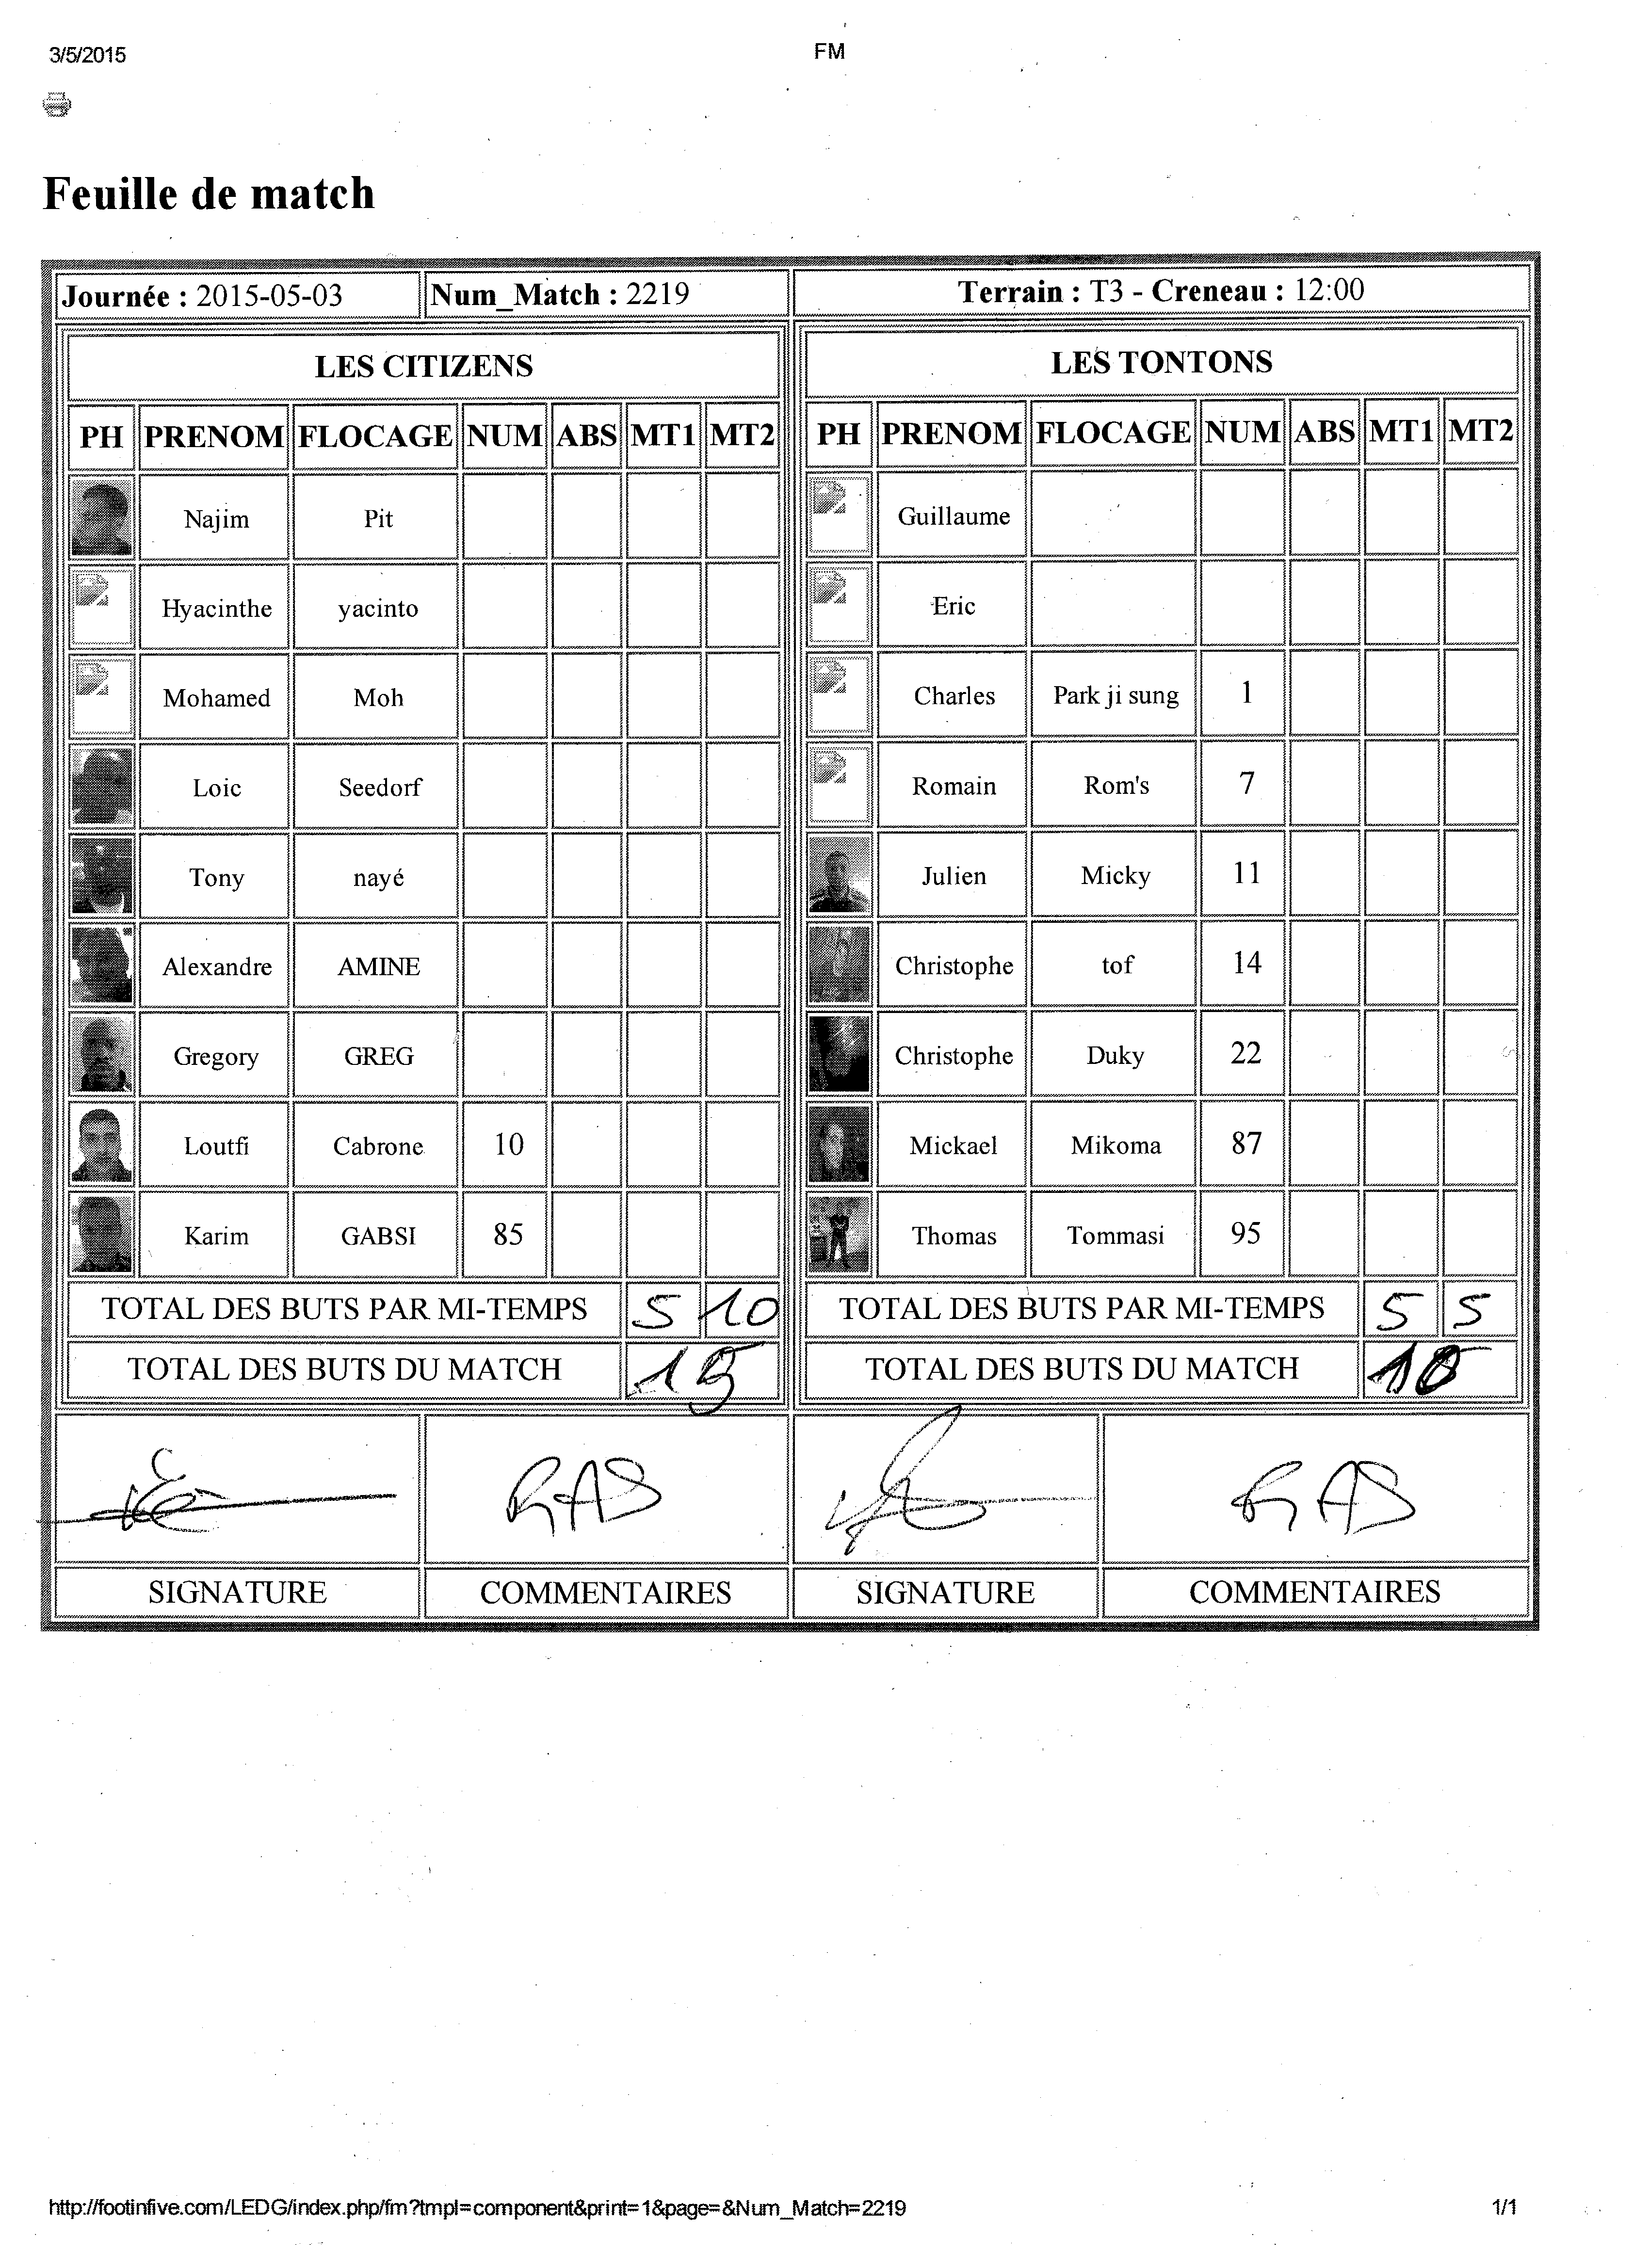 3/5/2015 FM
Feuille de match
Journée : 2015-05-03 Num_Match : 2219 Terrain : T3 - Creneau : 12:00
LES CITIZENS LES TONTONS
PH PRENOM FLOCAGE NUM ABS MT1 MT2 PH PRENOM FLOCAGE NUM ABS MT1 MT2
Najim Pit Guillaume
Hyacinthe yacinto Eric
Mohamed Moh Charles Park ji sung 1
Loic Seedorf Romain Rom's 7
Tony nayé Julien Micky 11
Alexandre AMINE Christophe tof 14
Gregory GREG Christophe Duky 22
Loutfi Cabrone 10 Mickael Mikoma 87
Karim GABSI 85 Thomas Tommasi 95
TOTAL DES BUTS PAR MI-TEMPS 5 10 TOTAL DES BUTS PAR MI-TEMPS 5 5
TOTAL DES BUTS DU MATCH 15 TOTAL DES BUTS DU MATCH 10
RAS RAS
SIGNATURE COMMENTAIRES SIGNATURE COMMENTAIRES
http://footinfive.com/LEDG/index.php/fm?tmpl=component&print=1&page=&Num_Match=2219 1/1